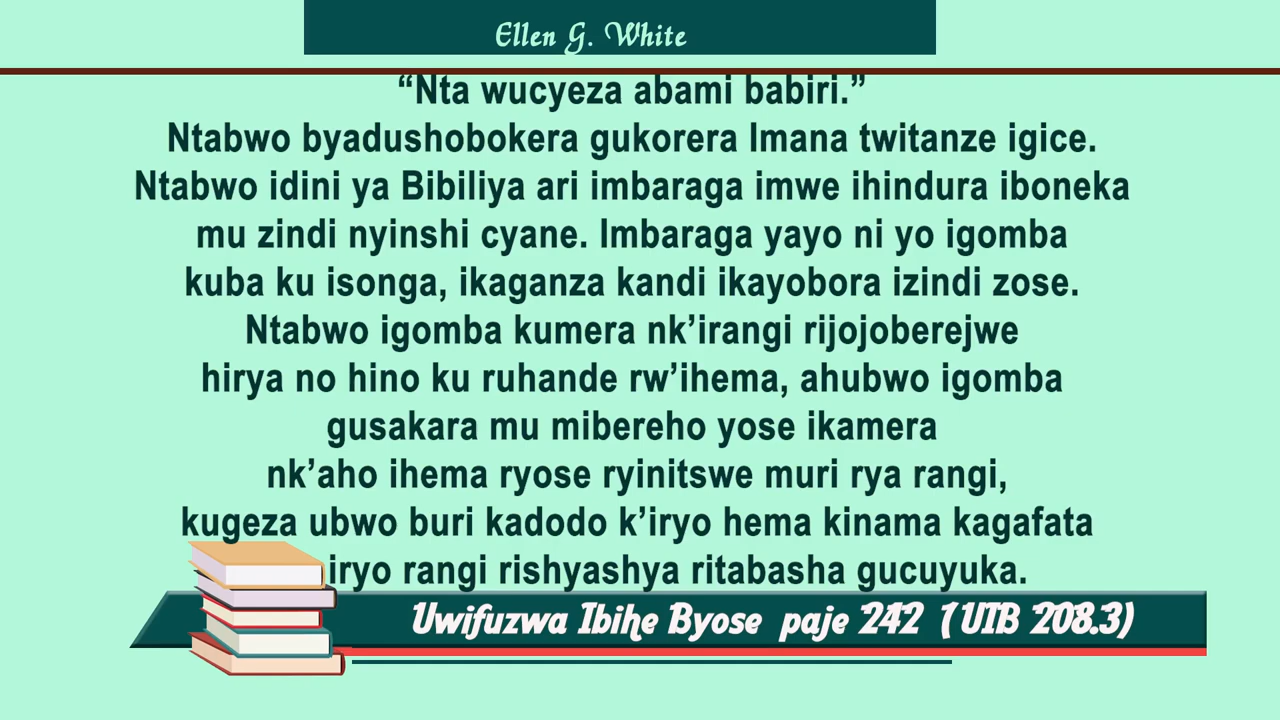 Ellen G. White
“Nta wucyeza abami babiri.”
Ntabwo byadushobokera gukorera Imana twitanze igice.
Ntabwo idini ya Bibiliya ari imbaraga imwe ihindura iboneka
mu zindi nyinshi cyane. Imbaraga yayo ni yo igomba
kuba ku isonga, ikaganza kandi ikayobora izindi zose.
Ntabwo igomba kumera nk’irangi rijojoberejwe
hirya no hino ku ruhande rw’ihema, ahubwo igomba
gusakara mu mibereho yose ikamera
nk’aho ihema ryose ryinitswe muri rya rangi,
kugeza ubwo buri kadodo k’iryo hema kinama kagafata
iryo rangi rishyashya ritabasha gucuyuka.
Uwifuzwa Ibihe Byose paje 242 (UIB 208.3)